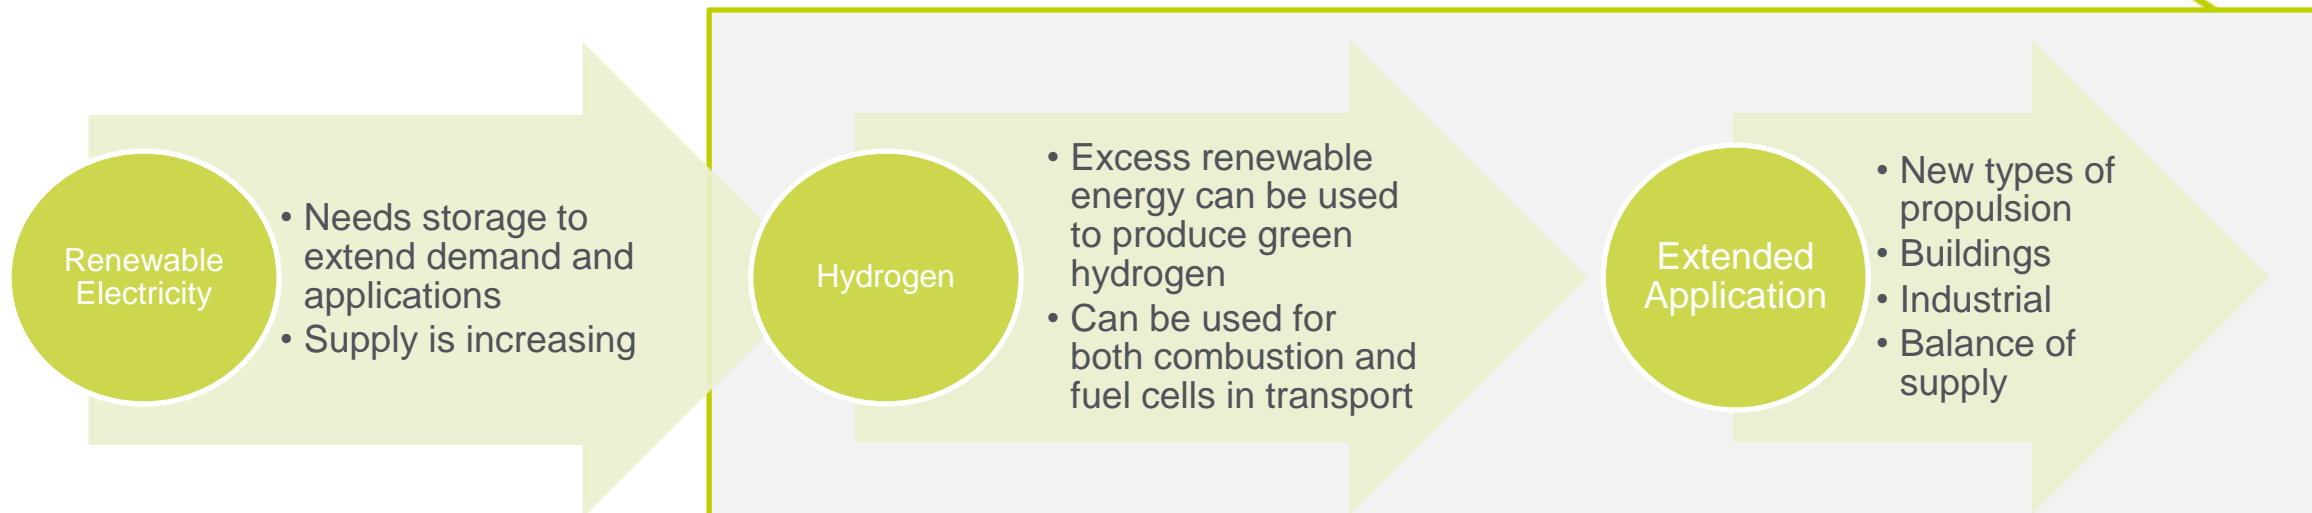 Renewable
Electricity
• Needs storage to
extend demand and
applications
• Supply is increasing
Hydrogen
• Excess renewable
energy can be used
to produce green
hydrogen
• Can be used for
both combustion and
fuel cells in transport
Extended
Application
• New types of
propulsion
• Buildings
• Industrial
• Balance of
supply